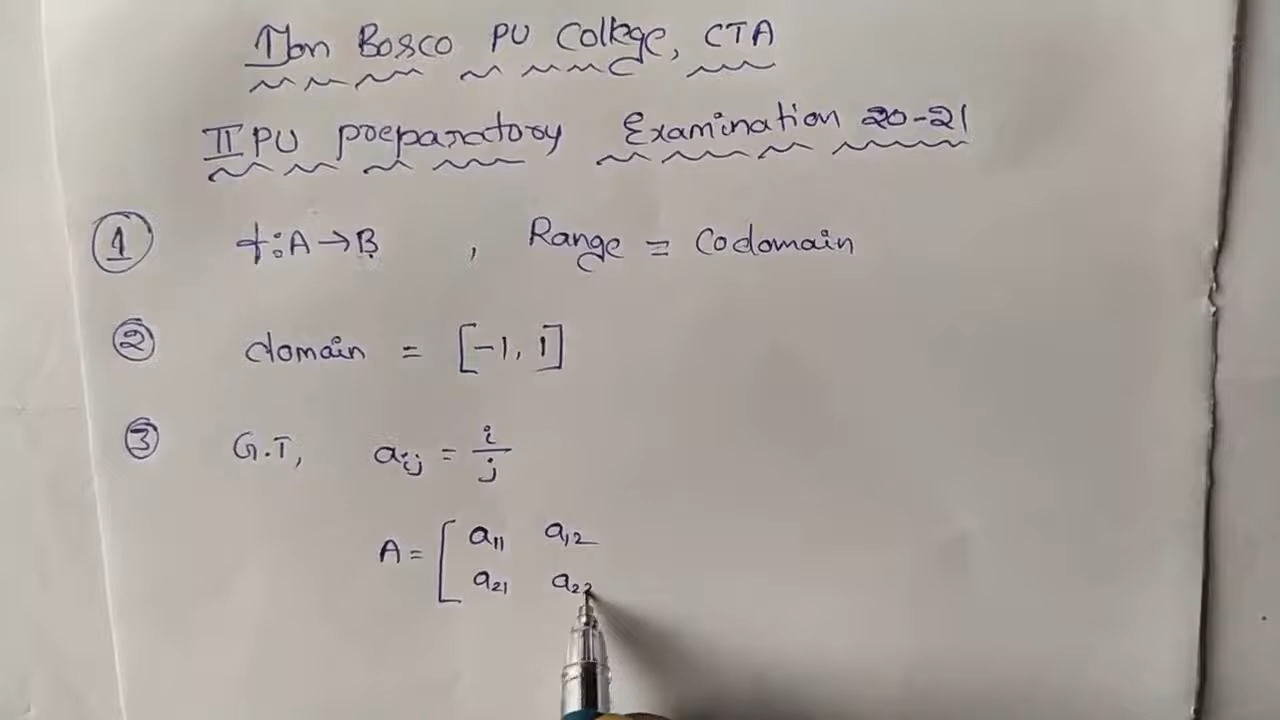 Don Bosco PU College, CTA
II PU preparatory Examination 20-21
1 f:A→B , Range = Codomain
2 domain = [-1, 1]
3 G.T, aij = i/j
A = [ a11 a12
a21 a22